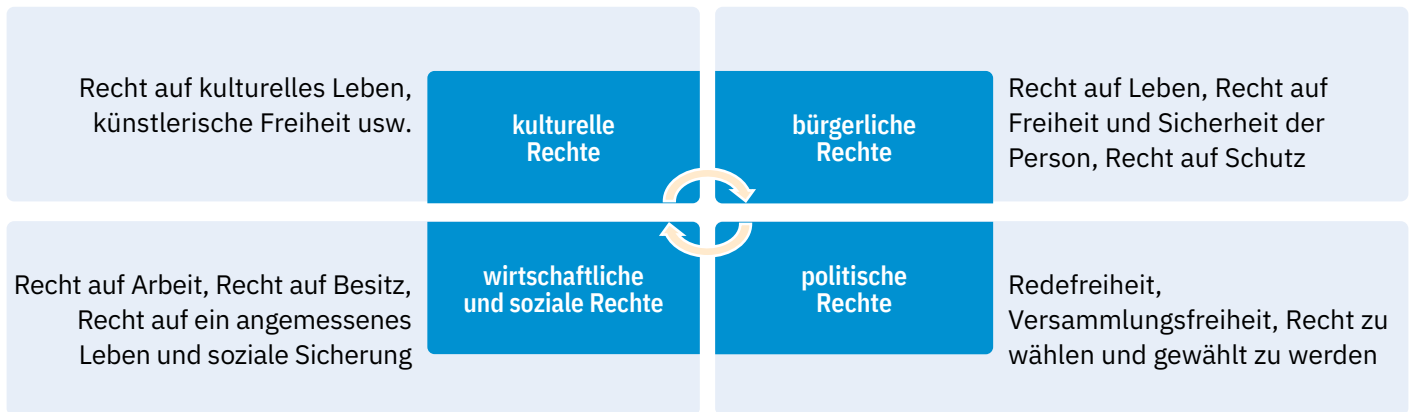 Recht auf kulturelles Leben,
künstlerische Freiheit usw.
kulturelle
Rechte
bürgerliche
Rechte
Recht auf Leben, Recht auf
Freiheit und Sicherheit der
Person, Recht auf Schutz
Recht auf Arbeit, Recht auf Besitz,
Recht auf ein angemessenes
Leben und soziale Sicherung
wirtschaftliche
und soziale Rechte
politische
Rechte
Redefreiheit,
Versammlungsfreiheit, Recht zu
wählen und gewählt zu werden